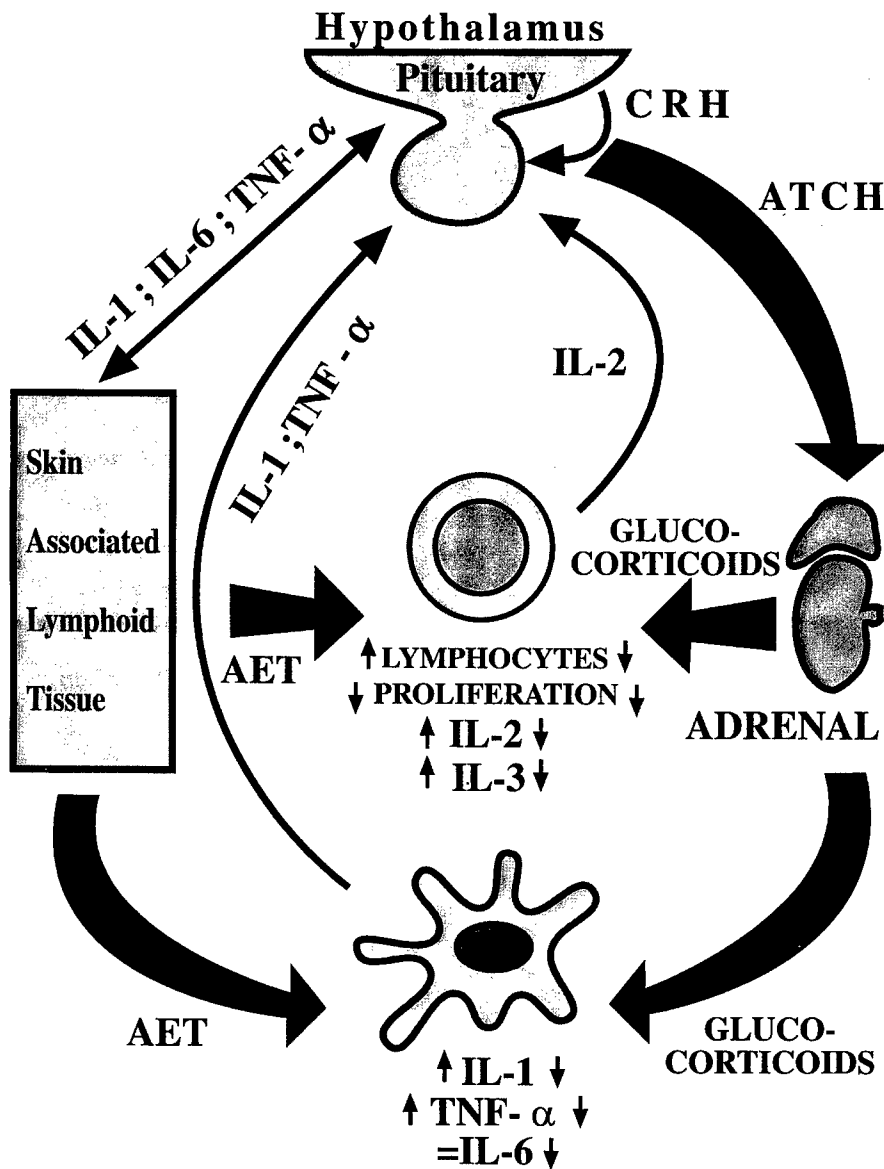 Hypothalamus
Pituitary
CRH
ATCH
IL-1 ; IL-6 ; TNF- α
IL-1 ;TNF - α
IL-2
Skin
Associated
Lymphoid
Tissue
AET
GLUCO-
CORTICOIDS
↑ LYMPHOCYTES ↓
↓ PROLIFERATION ↓
↑ IL-2 ↓
↑ IL-3 ↓
ADRENAL
AET
GLUCO-
CORTICOIDS
↑ IL-1 ↓
↑ TNF- α ↓
=IL-6 ↓